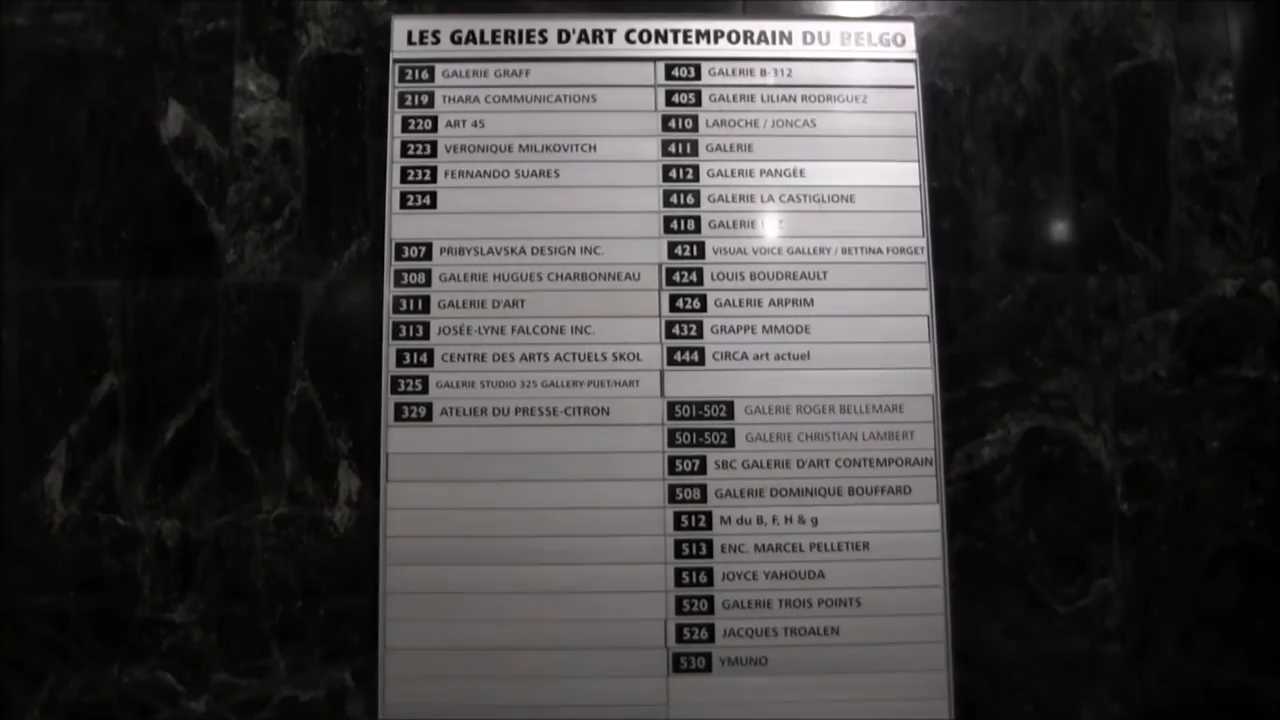 LES GALERIES D'ART CONTEMPORAIN DU BELGO
216 GALERIE GRAFF
219 THARA COMMUNICATIONS
220 ART 45
223 VERONIQUE MILJKOVITCH
232 FERNANDO SUARES
234
307 PRIBYSLAVSKA DESIGN INC.
308 GALERIE HUGUES CHARBONNEAU
311 GALERIE D'ART
313 JOSÉE-LYNE FALCONE INC.
314 CENTRE DES ARTS ACTUELS SKOL
325 GALERIE STUDIO 325 GALLERY-PUET/HART
329 ATELIER DU PRESSE-CITRON
403 GALERIE B-312
405 GALERIE LILIAN RODRIGUEZ
410 LAROCHE / JONCAS
411 GALERIE
412 GALERIE PANGÉE
416 GALERIE LA CASTIGLIONE
418 GALERIE
421 VISUAL VOICE GALLERY / BETTINA FORGET
424 LOUIS BOUDREAULT
426 GALERIE ARPRIM
432 GRAPPE MMODE
444 CIRCA art actuel
501-502 GALERIE ROGER BELLEMARE
501-502 GALERIE CHRISTIAN LAMBERT
507 SBC GALERIE D'ART CONTEMPORAIN
508 GALERIE DOMINIQUE BOUFFARD
512 M du B, F, H & g
513 ENC. MARCEL PELLETIER
516 JOYCE YAHOUDA
520 GALERIE TROIS POINTS
526 JACQUES TROALEN
530 YMUNO